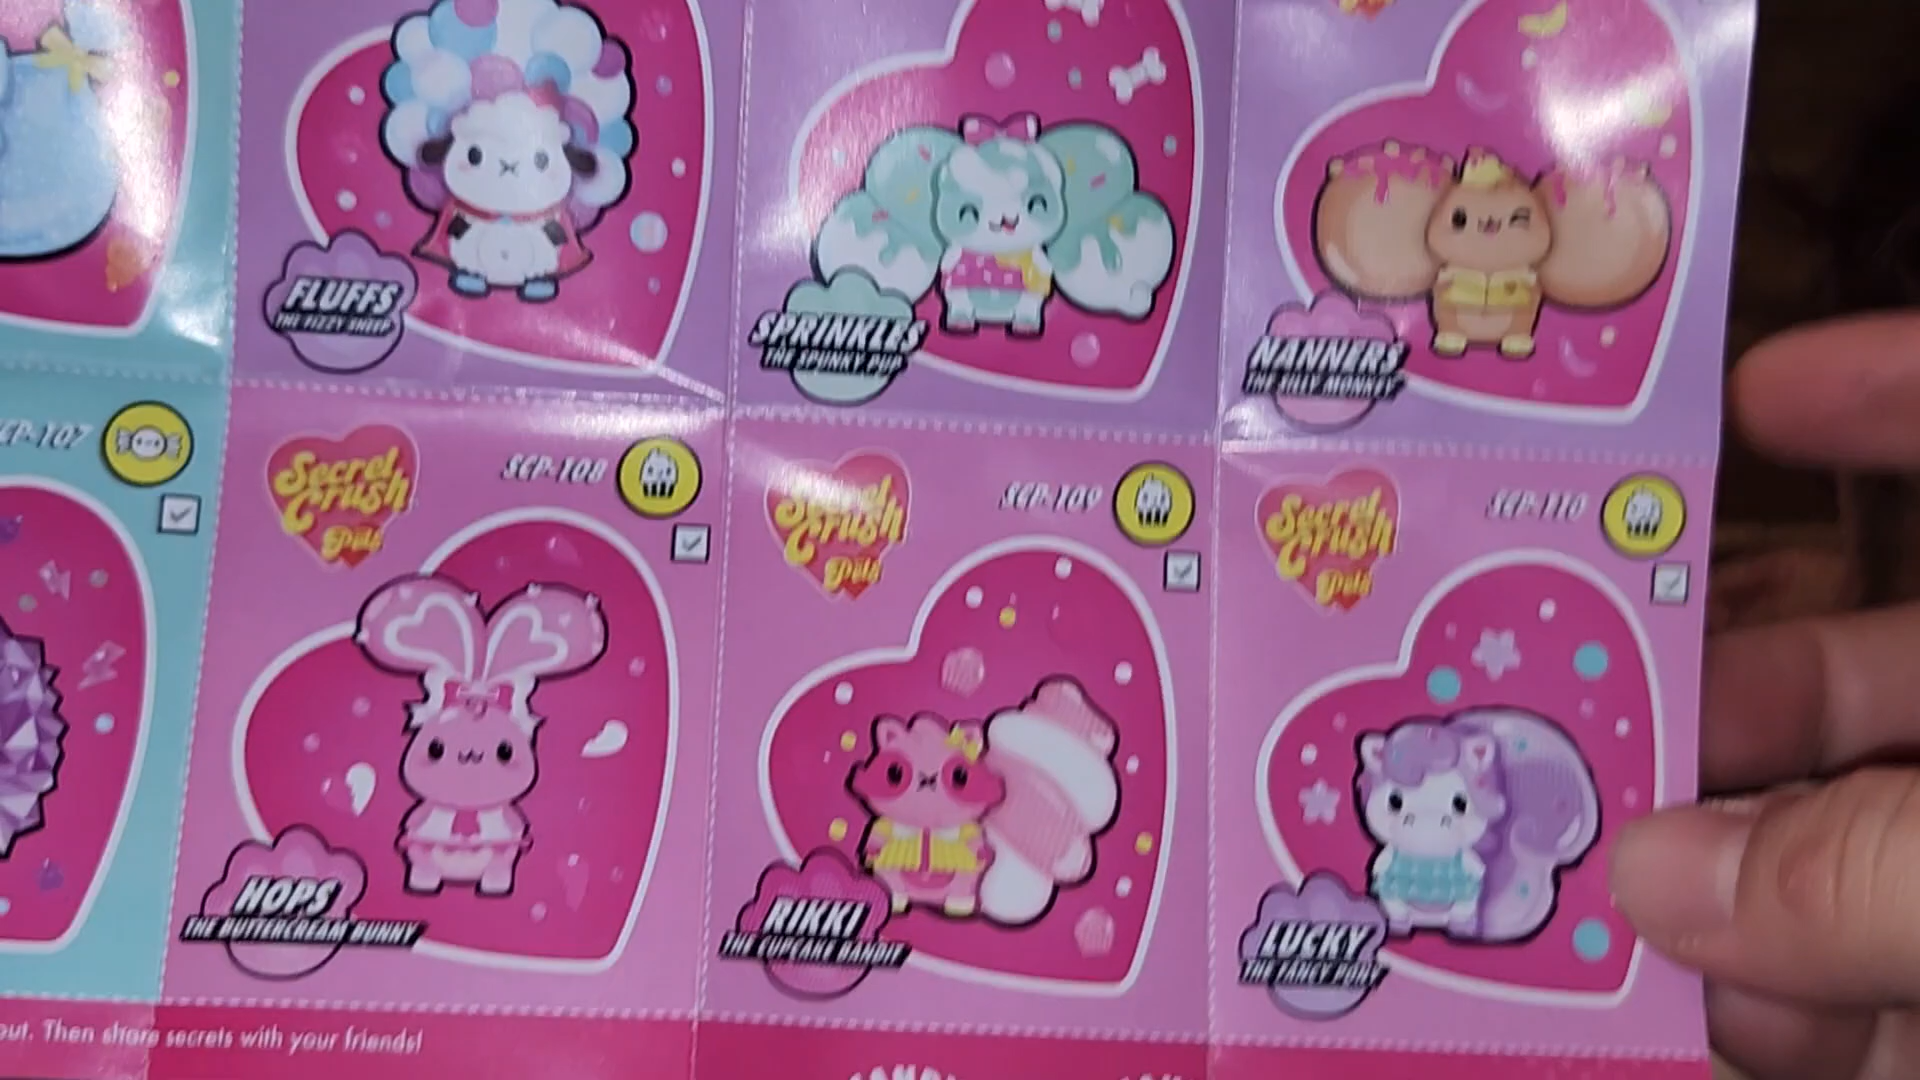 FLUFFS
THE FIZZY SHEEP
SPRINKLES
THE SPUNKY PUP
NANNERS
THE SILLY MONKEY
SCP-107
Secret
Crush
Pets
SCP-108
HOPS
THE BUTTERCREAM BUNNY
Secret
Crush
Pets
SCP-109
RIKKI
THE CUPCAKE BANDIT
Secret
Crush
Pets
SCP-110
LUCKY
THE FANCY PONY
out. Then share secrets with your friends!